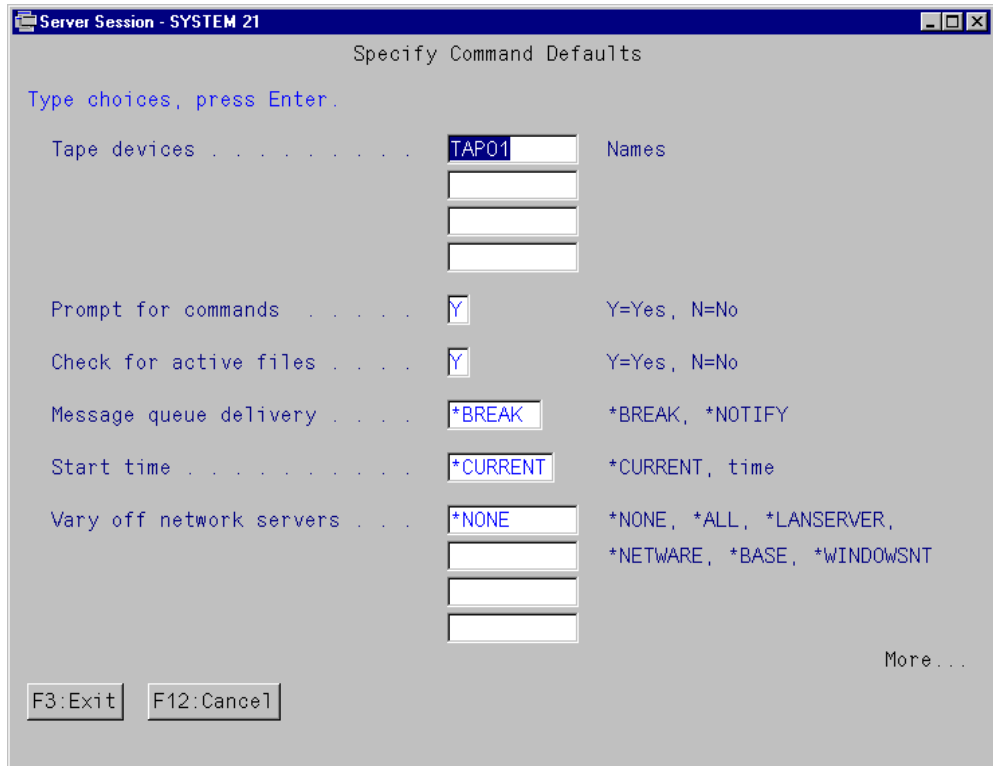 Server Session - SYSTEM 21
Specify Command Defaults
Type choices, press Enter.
Tape devices . . . . . . . . . TAP01 Names
Prompt for commands . . . . . Y Y=Yes, N=No
Check for active files . . . . Y Y=Yes, N=No
Message queue delivery . . . . *BREAK *BREAK, *NOTIFY
Start time . . . . . . . . . . *CURRENT *CURRENT, time
Vary off network servers . . . *NONE *NONE, *ALL, *LANSERVER,
*NETWARE, *BASE, *WINDOWSNT
More...
F3:Exit F12:Cancel